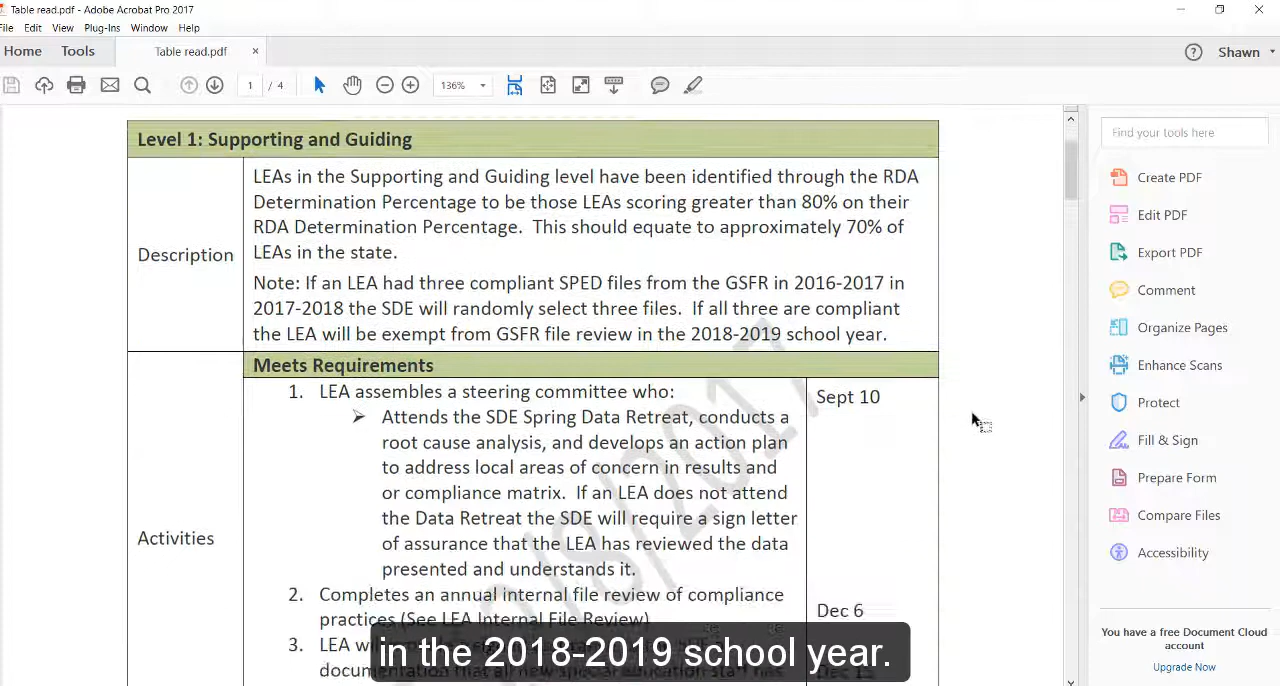 Table read.pdf - Adobe Acrobat Pro 2017
File Edit View Plug-Ins Window Help
Home Tools Table read.pdf × Shawn
1 / 4 136%
Level 1: Supporting and Guiding
Description
LEAs in the Supporting and Guiding level have been identified through the RDA
Determination Percentage to be those LEAs scoring greater than 80% on their
RDA Determination Percentage. This should equate to approximately 70% of
LEAs in the state.
Note: If an LEA had three compliant SPED files from the GSFR in 2016-2017 in
2017-2018 the SDE will randomly select three files. If all three are compliant
the LEA will be exempt from GSFR file review in the 2018-2019 school year.
Activities
Meets Requirements
1. LEA assembles a steering committee who: Sept 10
➢ Attends the SDE Spring Data Retreat, conducts a
root cause analysis, and develops an action plan
to address local areas of concern in results and
or compliance matrix. If an LEA does not attend
the Data Retreat the SDE will require a sign letter
of assurance that the LEA has reviewed the data
presented and understands it.
2. Completes an annual internal file review of compliance
practices (See LEA Internal File Review) Dec 6
3. LEA will
documentation that all new special education staff has
in the 2018-2019 school year.
/8/2017
Find your tools here
Create PDF
Edit PDF
Export PDF
Comment
Organize Pages
Enhance Scans
Protect
Fill & Sign
Prepare Form
Compare Files
Accessibility
You have a free Document Cloud
account
Upgrade Now